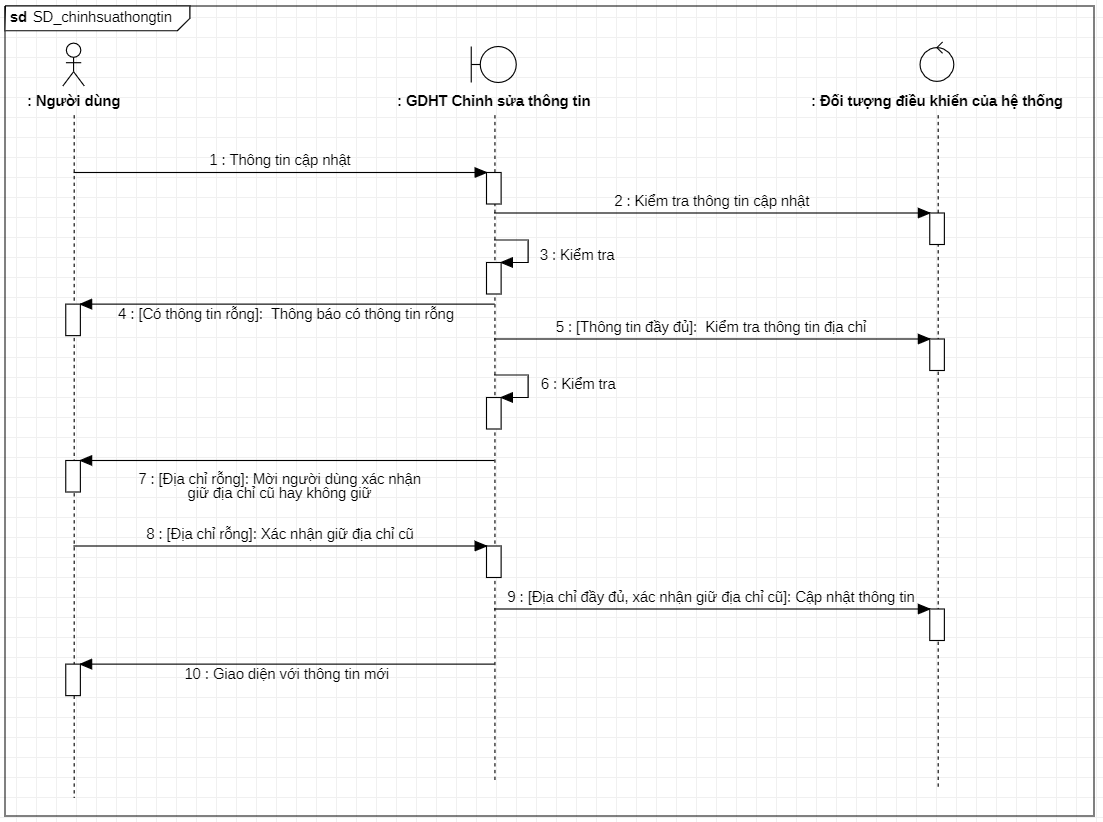 sd SD_chinhsuathongtin
: Người dùng
: GDHT Chỉnh sửa thông tin
: Đối tượng điều khiển của hệ thống
1 : Thông tin cập nhật
2 : Kiểm tra thông tin cập nhật
3 : Kiểm tra
4 : [Có thông tin rỗng]: Thông báo có thông tin rỗng
5 : [Thông tin đầy đủ]: Kiểm tra thông tin địa chỉ
6 : Kiểm tra
7 : [Địa chỉ rỗng]: Mời người dùng xác nhận
giữ địa chỉ cũ hay không giữ
8 : [Địa chỉ rỗng]: Xác nhận giữ địa chỉ cũ
9 : [Địa chỉ đầy đủ, xác nhận giữ địa chỉ cũ]: Cập nhật thông tin
10 : Giao diện với thông tin mới